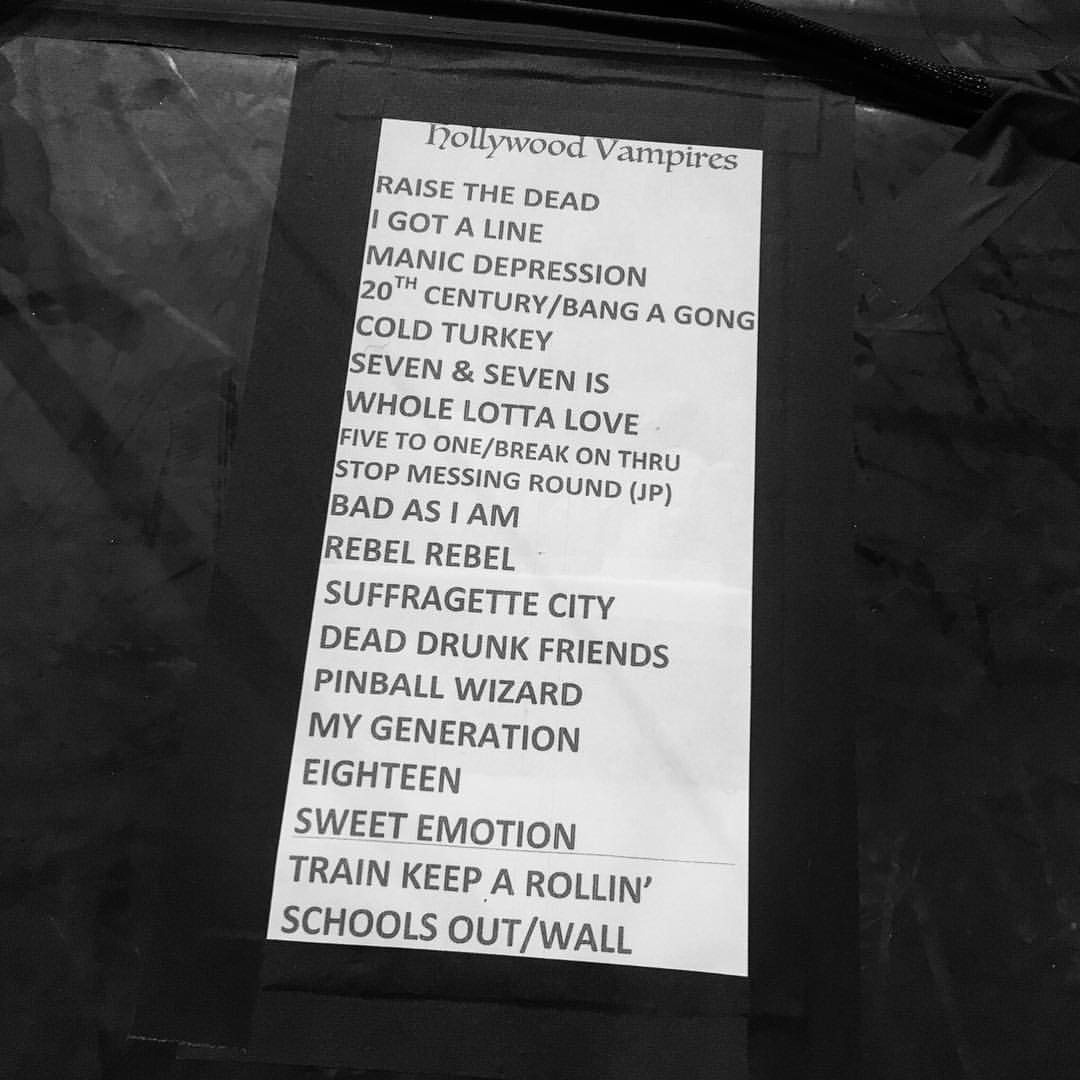 Hollywood Vampires
RAISE THE DEAD
I GOT A LINE
MANIC DEPRESSION
20TH CENTURY/BANG A GONG
COLD TURKEY
SEVEN & SEVEN IS
WHOLE LOTTA LOVE
FIVE TO ONE/BREAK ON THRU
STOP MESSING ROUND (JP)
BAD AS I AM
REBEL REBEL
SUFFRAGETTE CITY
DEAD DRUNK FRIENDS
PINBALL WIZARD
MY GENERATION
EIGHTEEN
SWEET EMOTION
TRAIN KEEP A ROLLIN’
SCHOOLS OUT/WALL